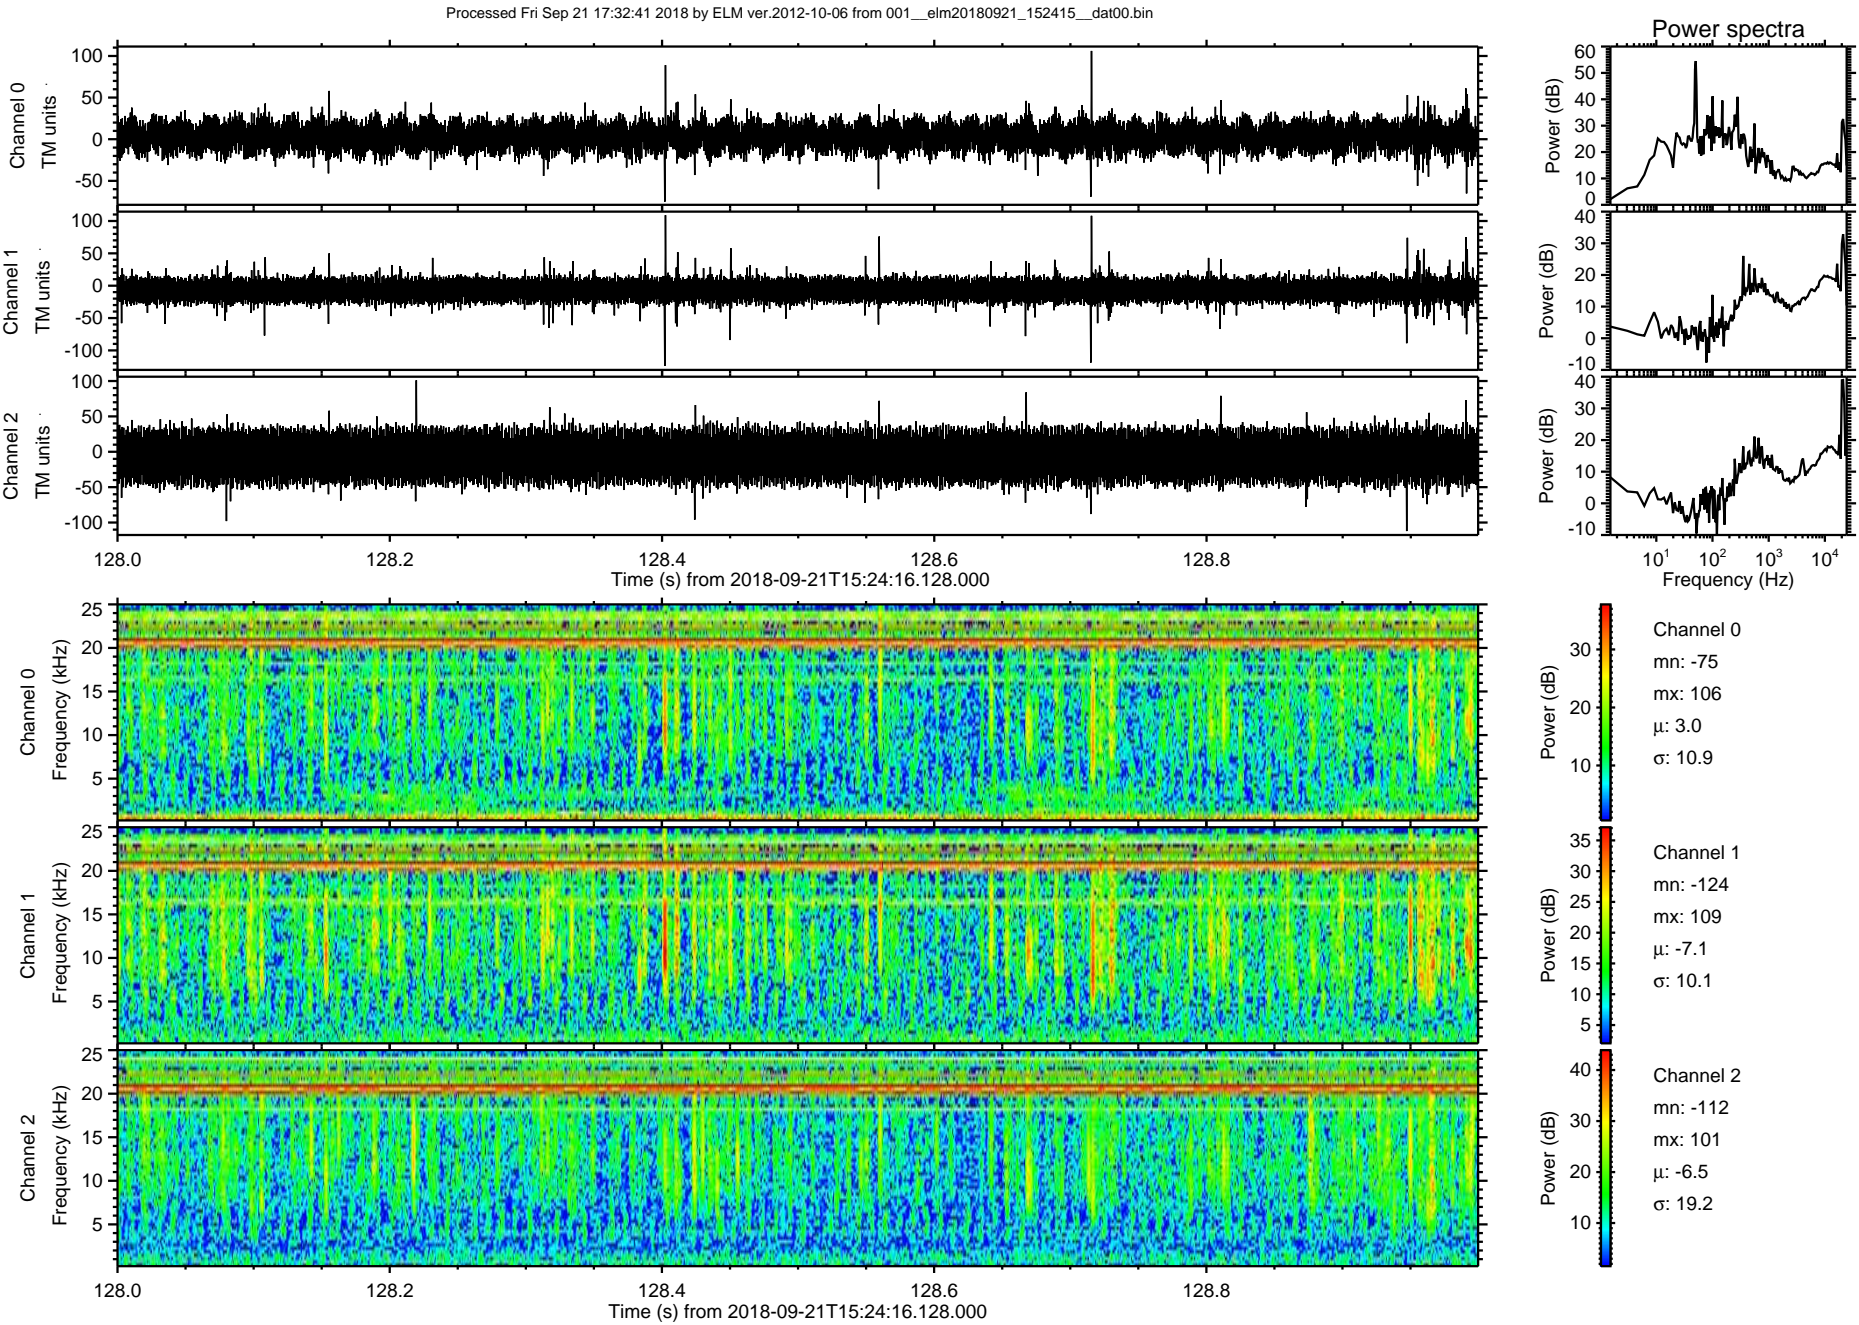 Processed Fri Sep 21 17:32:41 2018 by ELM ver.2012-10-06 from 001__elm20180921_152415__dat00.bin
Power spectra
Channel 0
TM units
100
50
0
-50
Power (dB)
60
50
40
30
20
10
0
Channel 1
TM units
100
50
0
-50
-100
Power (dB)
40
30
20
10
0
-10
Channel 2
TM units
100
50
0
-50
-100
Power (dB)
40
30
20
10
0
-10
128.0 128.2 128.4 128.6 128.8
Time (s) from 2018-09-21T15:24:16.128.000
10^1 10^2 10^3 10^4
Frequency (Hz)
Channel 0
Frequency (kHz)
25
20
15
10
5
Power (dB)
30
20
10
Channel 0
mn: -75
mx: 106
μ: 3.0
σ: 10.9
Channel 1
Frequency (kHz)
25
20
15
10
5
Power (dB)
35
30
25
20
15
10
5
Channel 1
mn: -124
mx: 109
μ: -7.1
σ: 10.1
Channel 2
Frequency (kHz)
25
20
15
10
5
Power (dB)
40
30
20
10
Channel 2
mn: -112
mx: 101
μ: -6.5
σ: 19.2
128.0 128.2 128.4 128.6 128.8
Time (s) from 2018-09-21T15:24:16.128.000